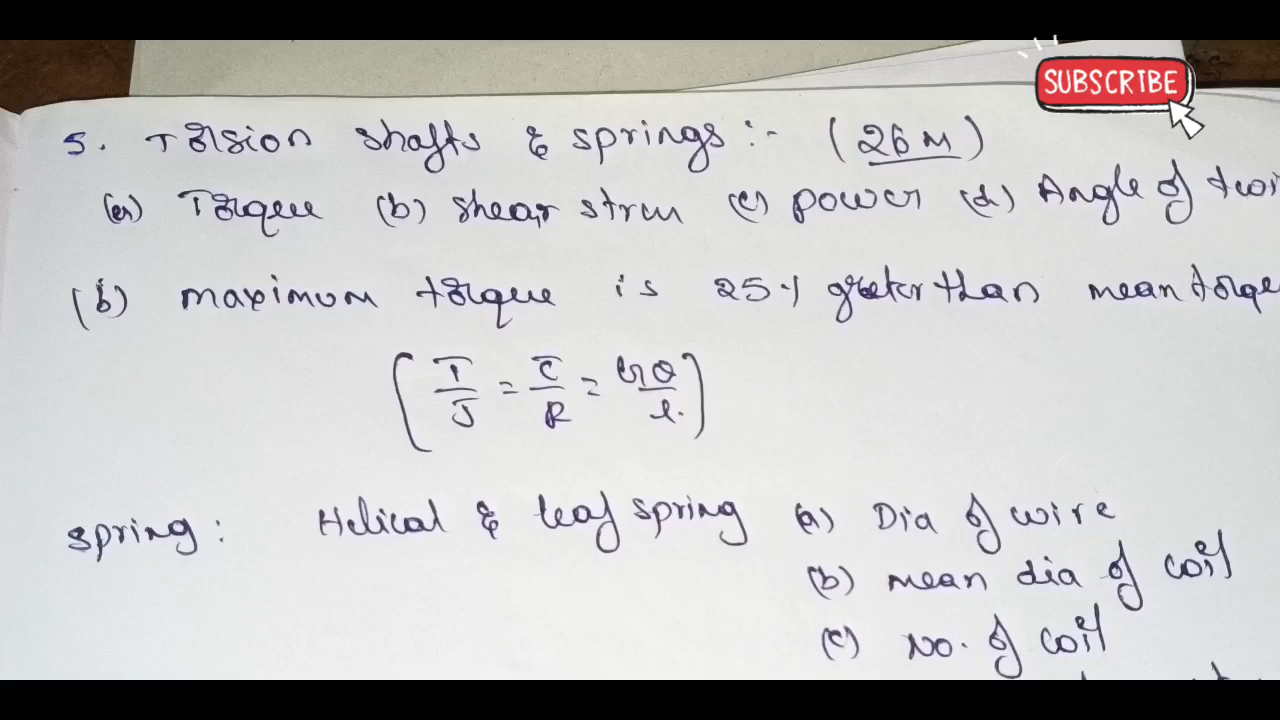 SUBSCRIBE
5. Torsion shafts & springs :- (26 M)
(a) Torque (b) shear stress (c) power (d) Angle of twi
(b) maximum torque is 25% greater than mean torque
(T/J = τ/R = Gθ/l)
spring: Helical & leaf spring (a) Dia of wire
(b) mean dia of coil
(c) No. of coil